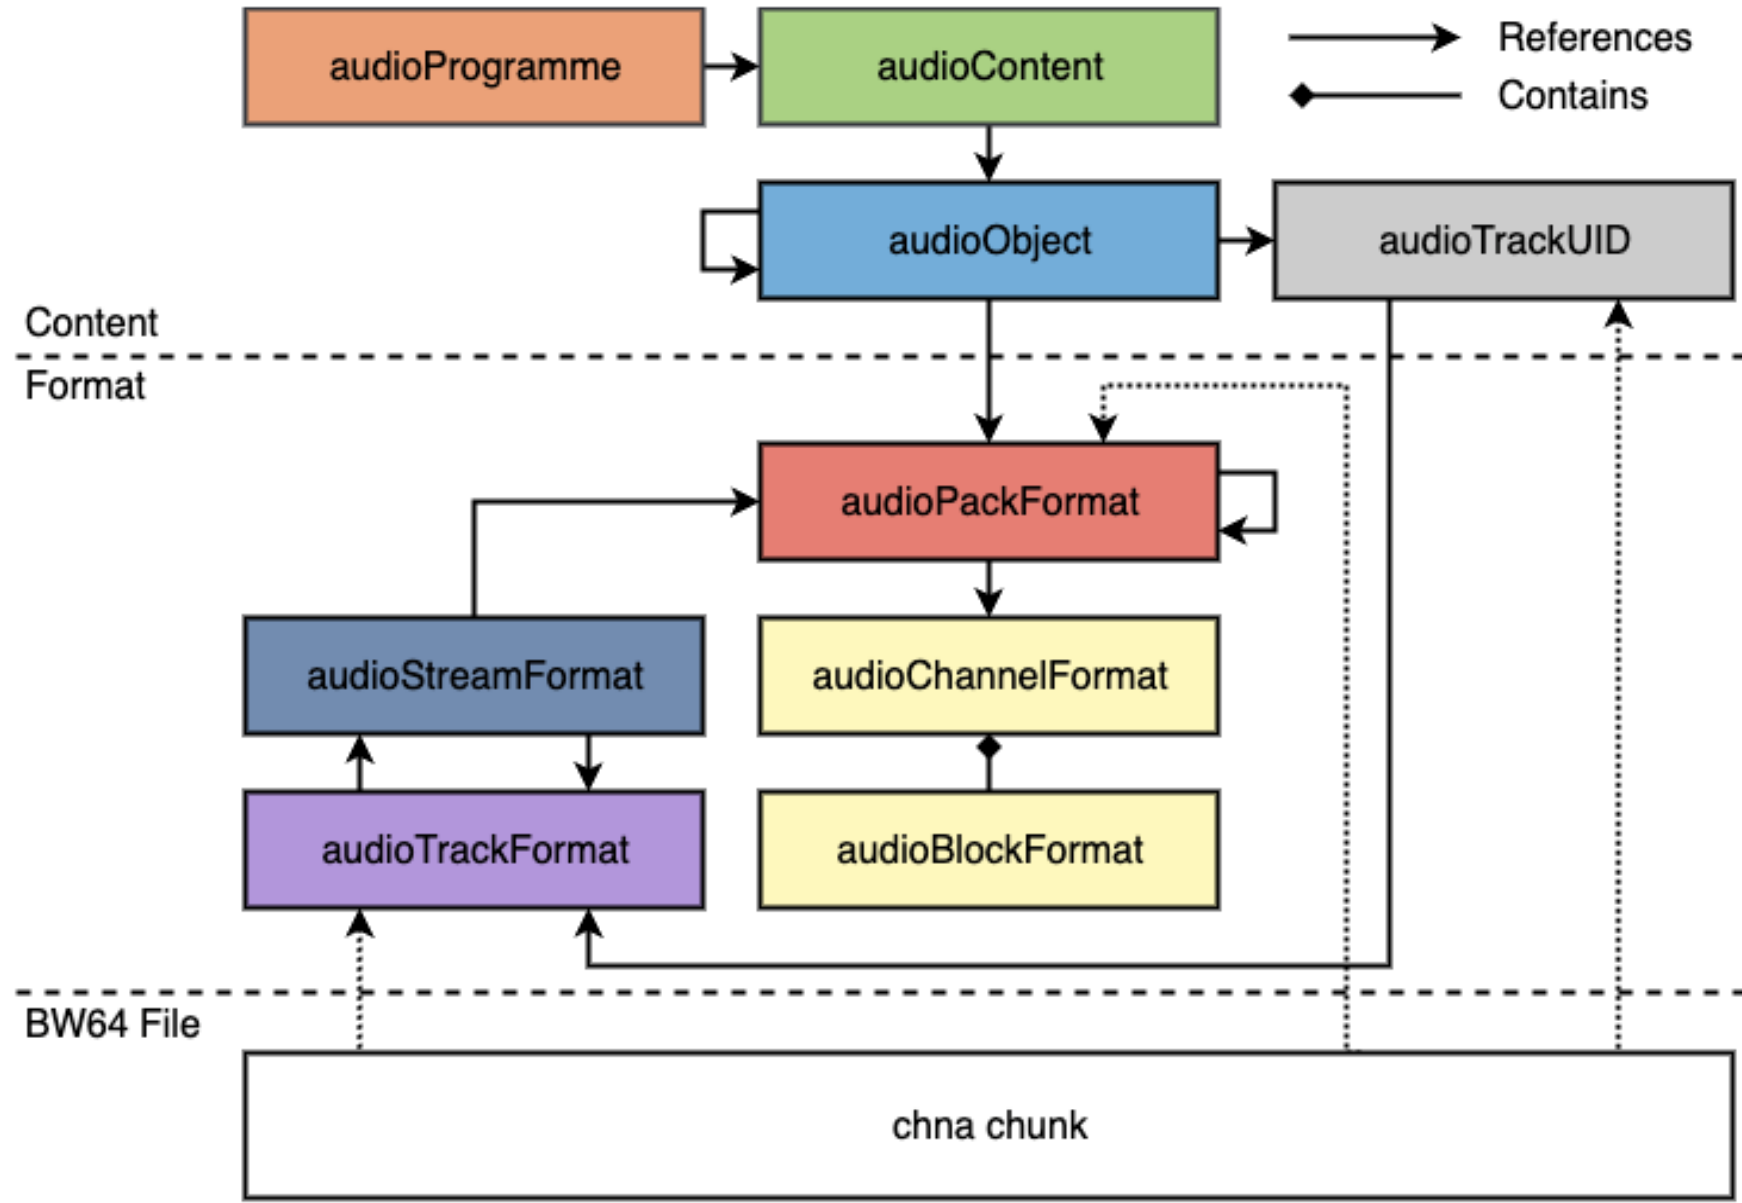 audioProgramme
audioContent
References
Contains
audioObject
audioTrackUID
Content
Format
audioPackFormat
audioStreamFormat
audioChannelFormat
audioTrackFormat
audioBlockFormat
BW64 File
chna chunk